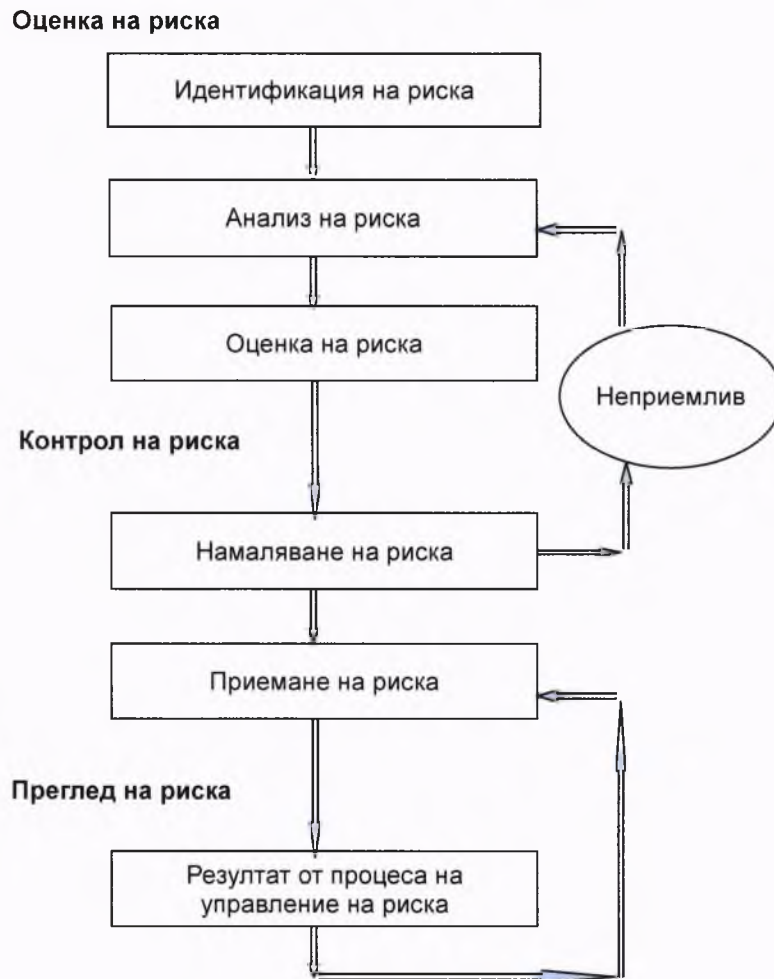 Оценка на риска
Идентификация на риска
Анализ на риска
Оценка на риска
Неприемлив
Контрол на риска
Намаляване на риска
Приемане на риска
Преглед на риска
Резултат от процеса на
управление на риска